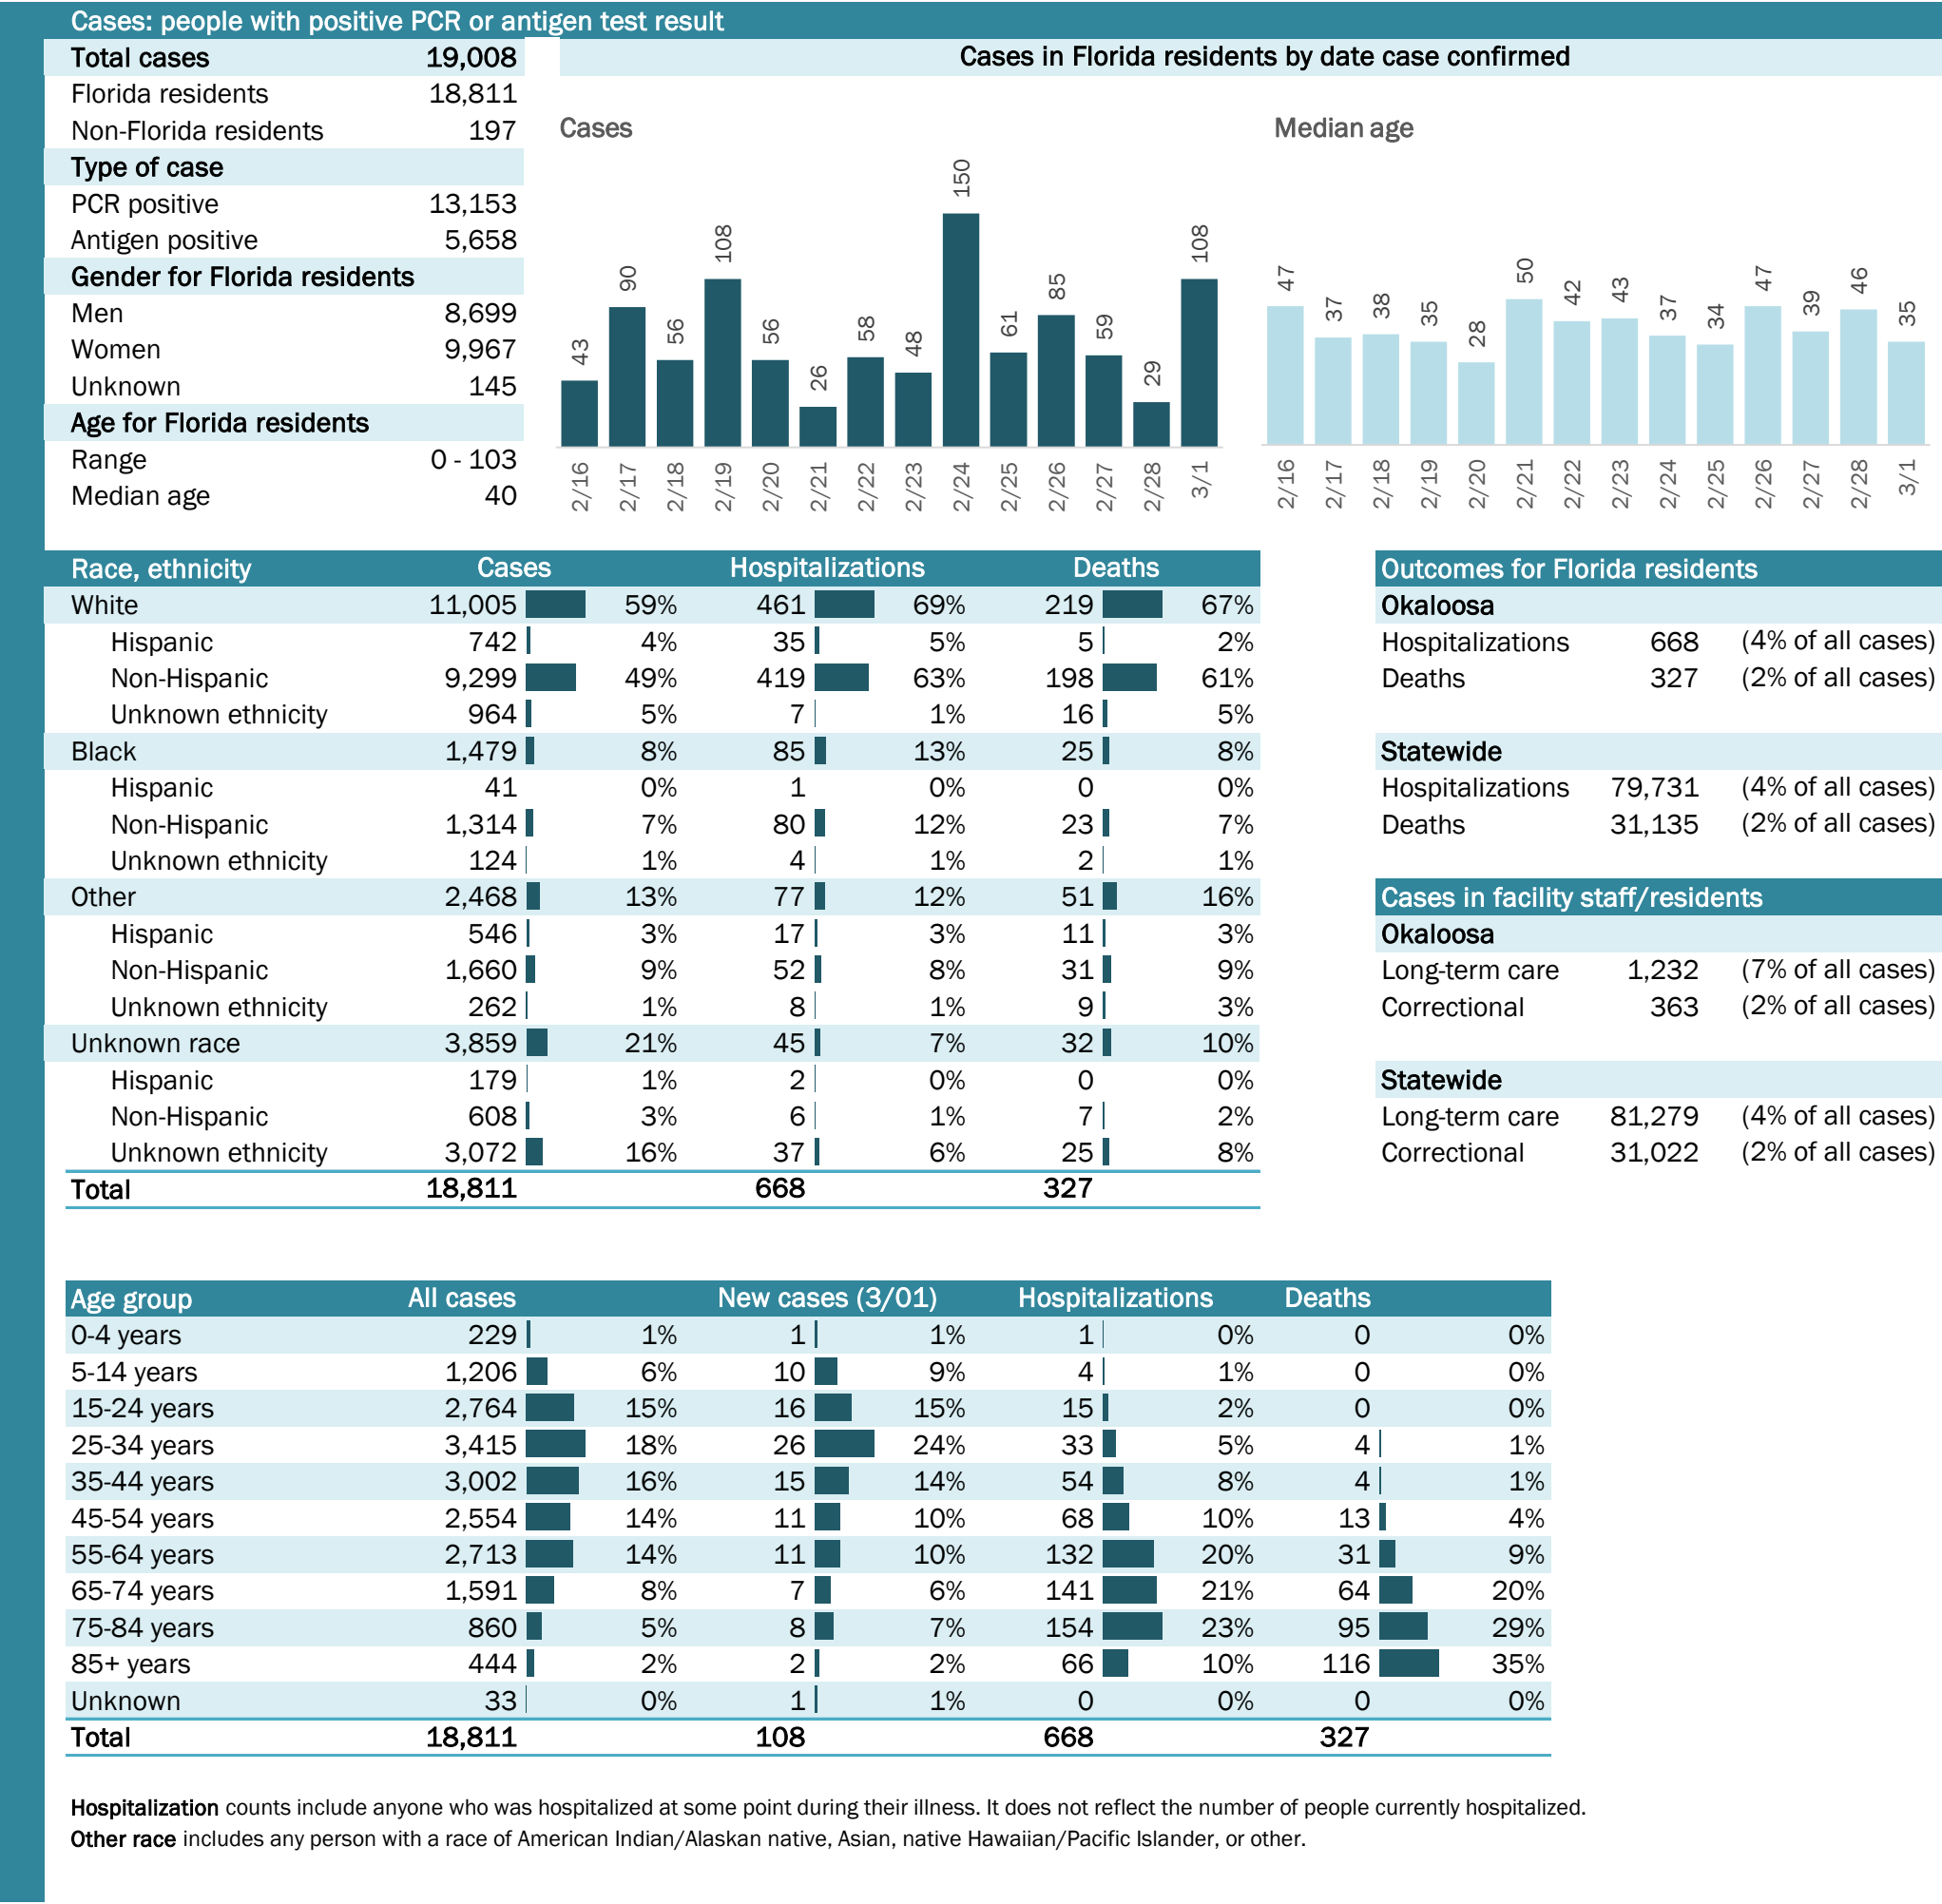 Cases: people with positive PCR or antigen test result
Total cases 19,008
Florida residents 18,811
Non-Florida residents 197
Type of case
PCR positive 13,153
Antigen positive 5,658
Gender for Florida residents
Men 8,699
Women 9,967
Unknown 145
Age for Florida residents
Range 0 - 103
Median age 40
Cases in Florida residents by date case confirmed
Cases
43 90 56 108 56 26 58 48 150 61 85 59 29 108
2/16 2/17 2/18 2/19 2/20 2/21 2/22 2/23 2/24 2/25 2/26 2/27 2/28 3/1
Median age
47 37 38 35 28 50 42 43 37 34 47 39 46 35
2/16 2/17 2/18 2/19 2/20 2/21 2/22 2/23 2/24 2/25 2/26 2/27 2/28 3/1
Race, ethnicity Cases Hospitalizations Deaths
White 11,005 59% 461 69% 219 67%
Hispanic 742 4% 35 5% 5 2%
Non-Hispanic 9,299 49% 419 63% 198 61%
Unknown ethnicity 964 5% 7 1% 16 5%
Black 1,479 8% 85 13% 25 8%
Hispanic 41 0% 1 0% 0 0%
Non-Hispanic 1,314 7% 80 12% 23 7%
Unknown ethnicity 124 1% 4 1% 2 1%
Other 2,468 13% 77 12% 51 16%
Hispanic 546 3% 17 3% 11 3%
Non-Hispanic 1,660 9% 52 8% 31 9%
Unknown ethnicity 262 1% 8 1% 9 3%
Unknown race 3,859 21% 45 7% 32 10%
Hispanic 179 1% 2 0% 0 0%
Non-Hispanic 608 3% 6 1% 7 2%
Unknown ethnicity 3,072 16% 37 6% 25 8%
Total 18,811 668 327
Outcomes for Florida residents
Okaloosa
Hospitalizations 668 (4% of all cases)
Deaths 327 (2% of all cases)
Statewide
Hospitalizations 79,731 (4% of all cases)
Deaths 31,135 (2% of all cases)
Cases in facility staff/residents
Okaloosa
Long-term care 1,232 (7% of all cases)
Correctional 363 (2% of all cases)
Statewide
Long-term care 81,279 (4% of all cases)
Correctional 31,022 (2% of all cases)
Age group All cases New cases (3/01) Hospitalizations Deaths
0-4 years 229 1% 1 1% 1 0% 0 0%
5-14 years 1,206 6% 10 9% 4 1% 0 0%
15-24 years 2,764 15% 16 15% 15 2% 0 0%
25-34 years 3,415 18% 26 24% 33 5% 4 1%
35-44 years 3,002 16% 15 14% 54 8% 4 1%
45-54 years 2,554 14% 11 10% 68 10% 13 4%
55-64 years 2,713 14% 11 10% 132 20% 31 9%
65-74 years 1,591 8% 7 6% 141 21% 64 20%
75-84 years 860 5% 8 7% 154 23% 95 29%
85+ years 444 2% 2 2% 66 10% 116 35%
Unknown 33 0% 1 1% 0 0% 0 0%
Total 18,811 108 668 327
Hospitalization counts include anyone who was hospitalized at some point during their illness. It does not reflect the number of people currently hospitalized.
Other race includes any person with a race of American Indian/Alaskan native, Asian, native Hawaiian/Pacific Islander, or other.